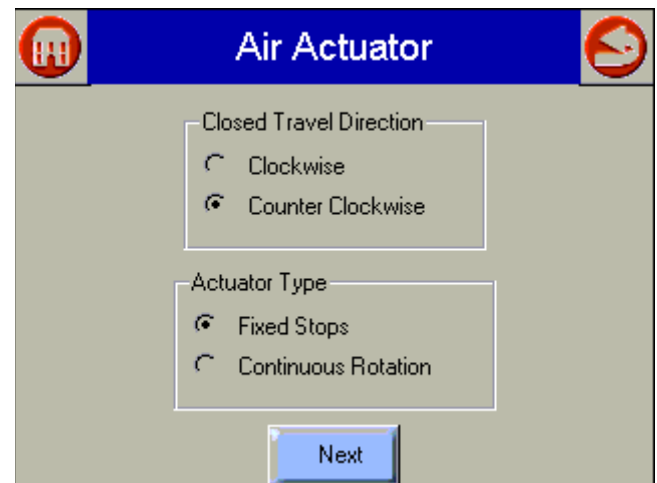 Air Actuator
Closed Travel Direction
Clockwise
Counter Clockwise
Actuator Type
Fixed Stops
Continuous Rotation
Next